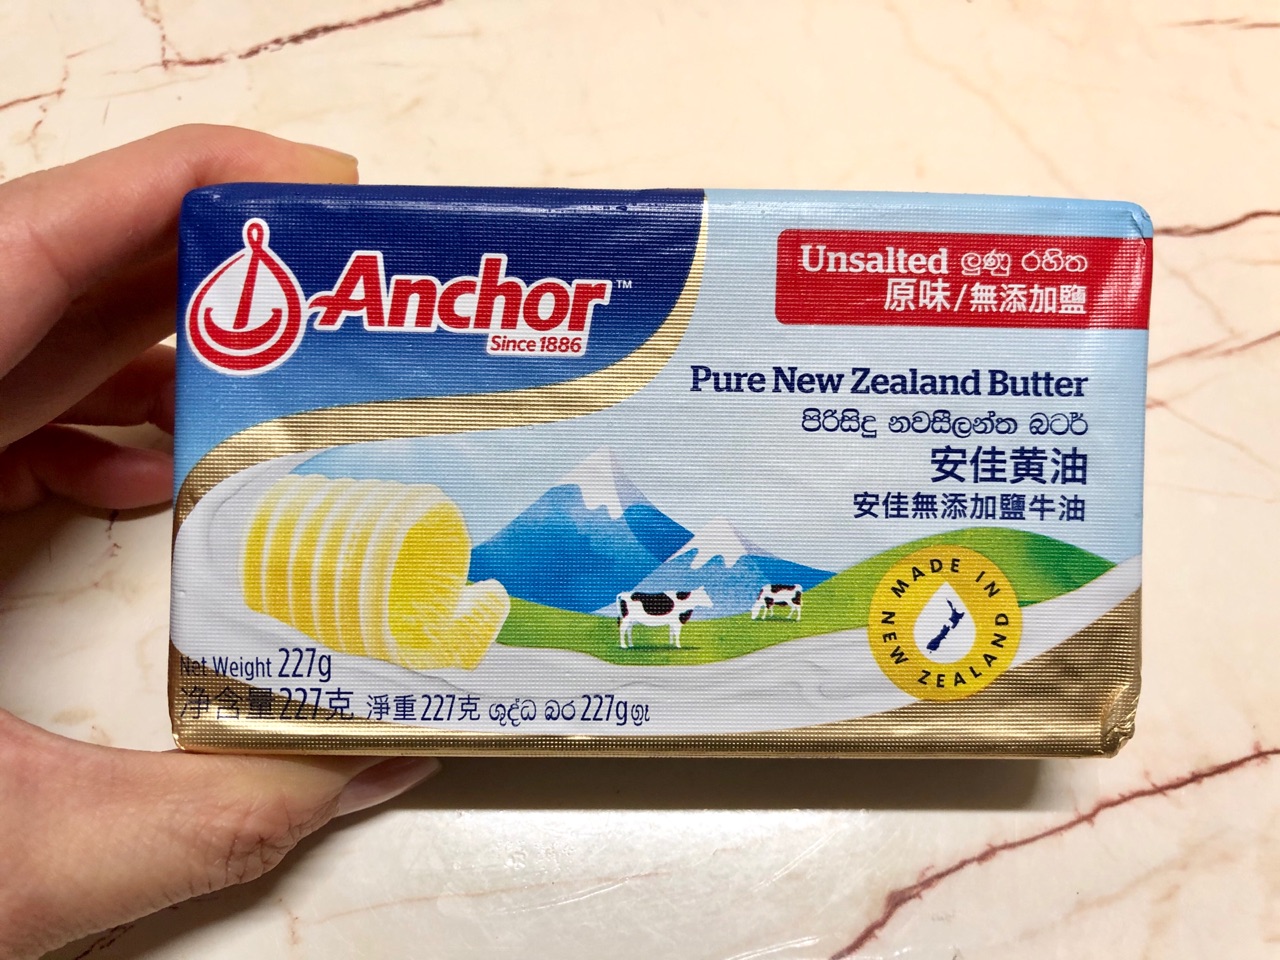 Anchor™
Since 1886
Unsalted ලුණු රහිත
原味/無添加鹽
Pure New Zealand Butter
පිරිසිදු නවසීලන්ත බටර්
安佳黄油
安佳無添加鹽牛油
MADE IN NEW ZEALAND
Net Weight 227g
净含量227克 淨重227克 ශුද්ධ බර 227gග්‍රෑ